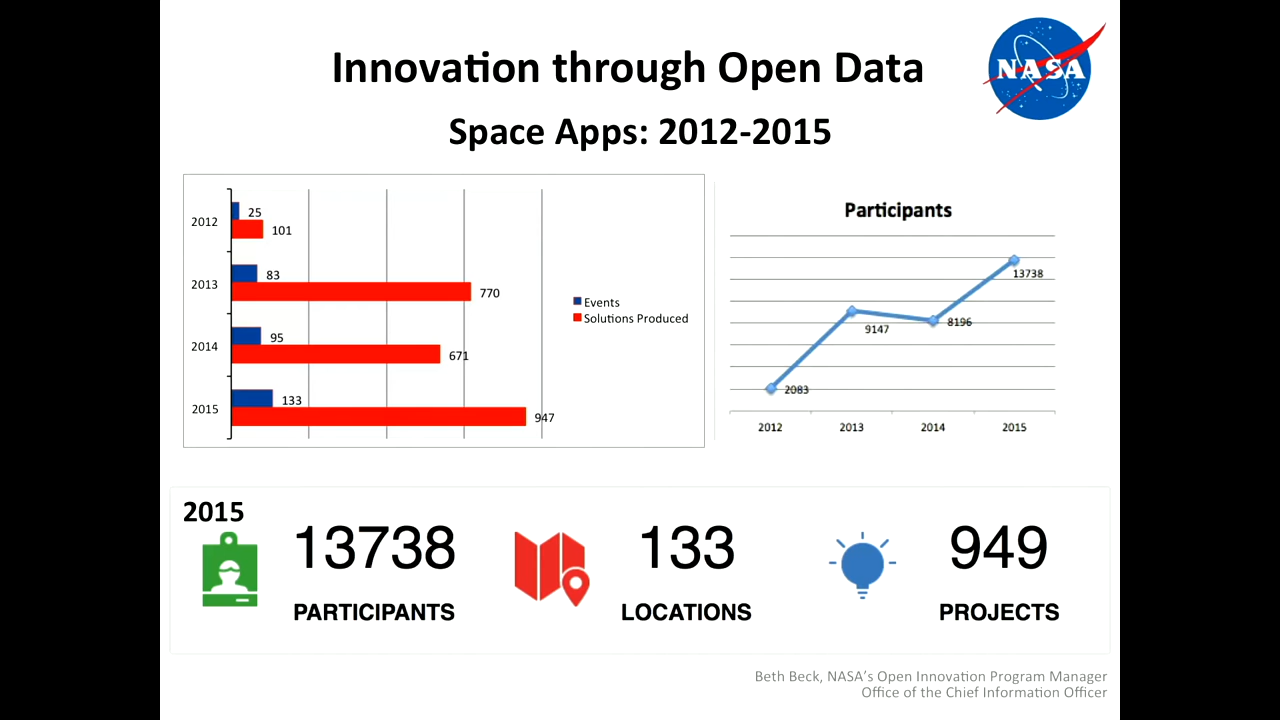 Innovation through Open Data
NASA
Space Apps: 2012-2015
2012
25
101
2013
83
770
2014
95
671
2015
133
947
Events
Solutions Produced
Participants
2083
9147
8196
13738
2012
2013
2014
2015
2015
13738
PARTICIPANTS
133
LOCATIONS
949
PROJECTS
Beth Beck, NASA's Open Innovation Program Manager
Office of the Chief Information Officer